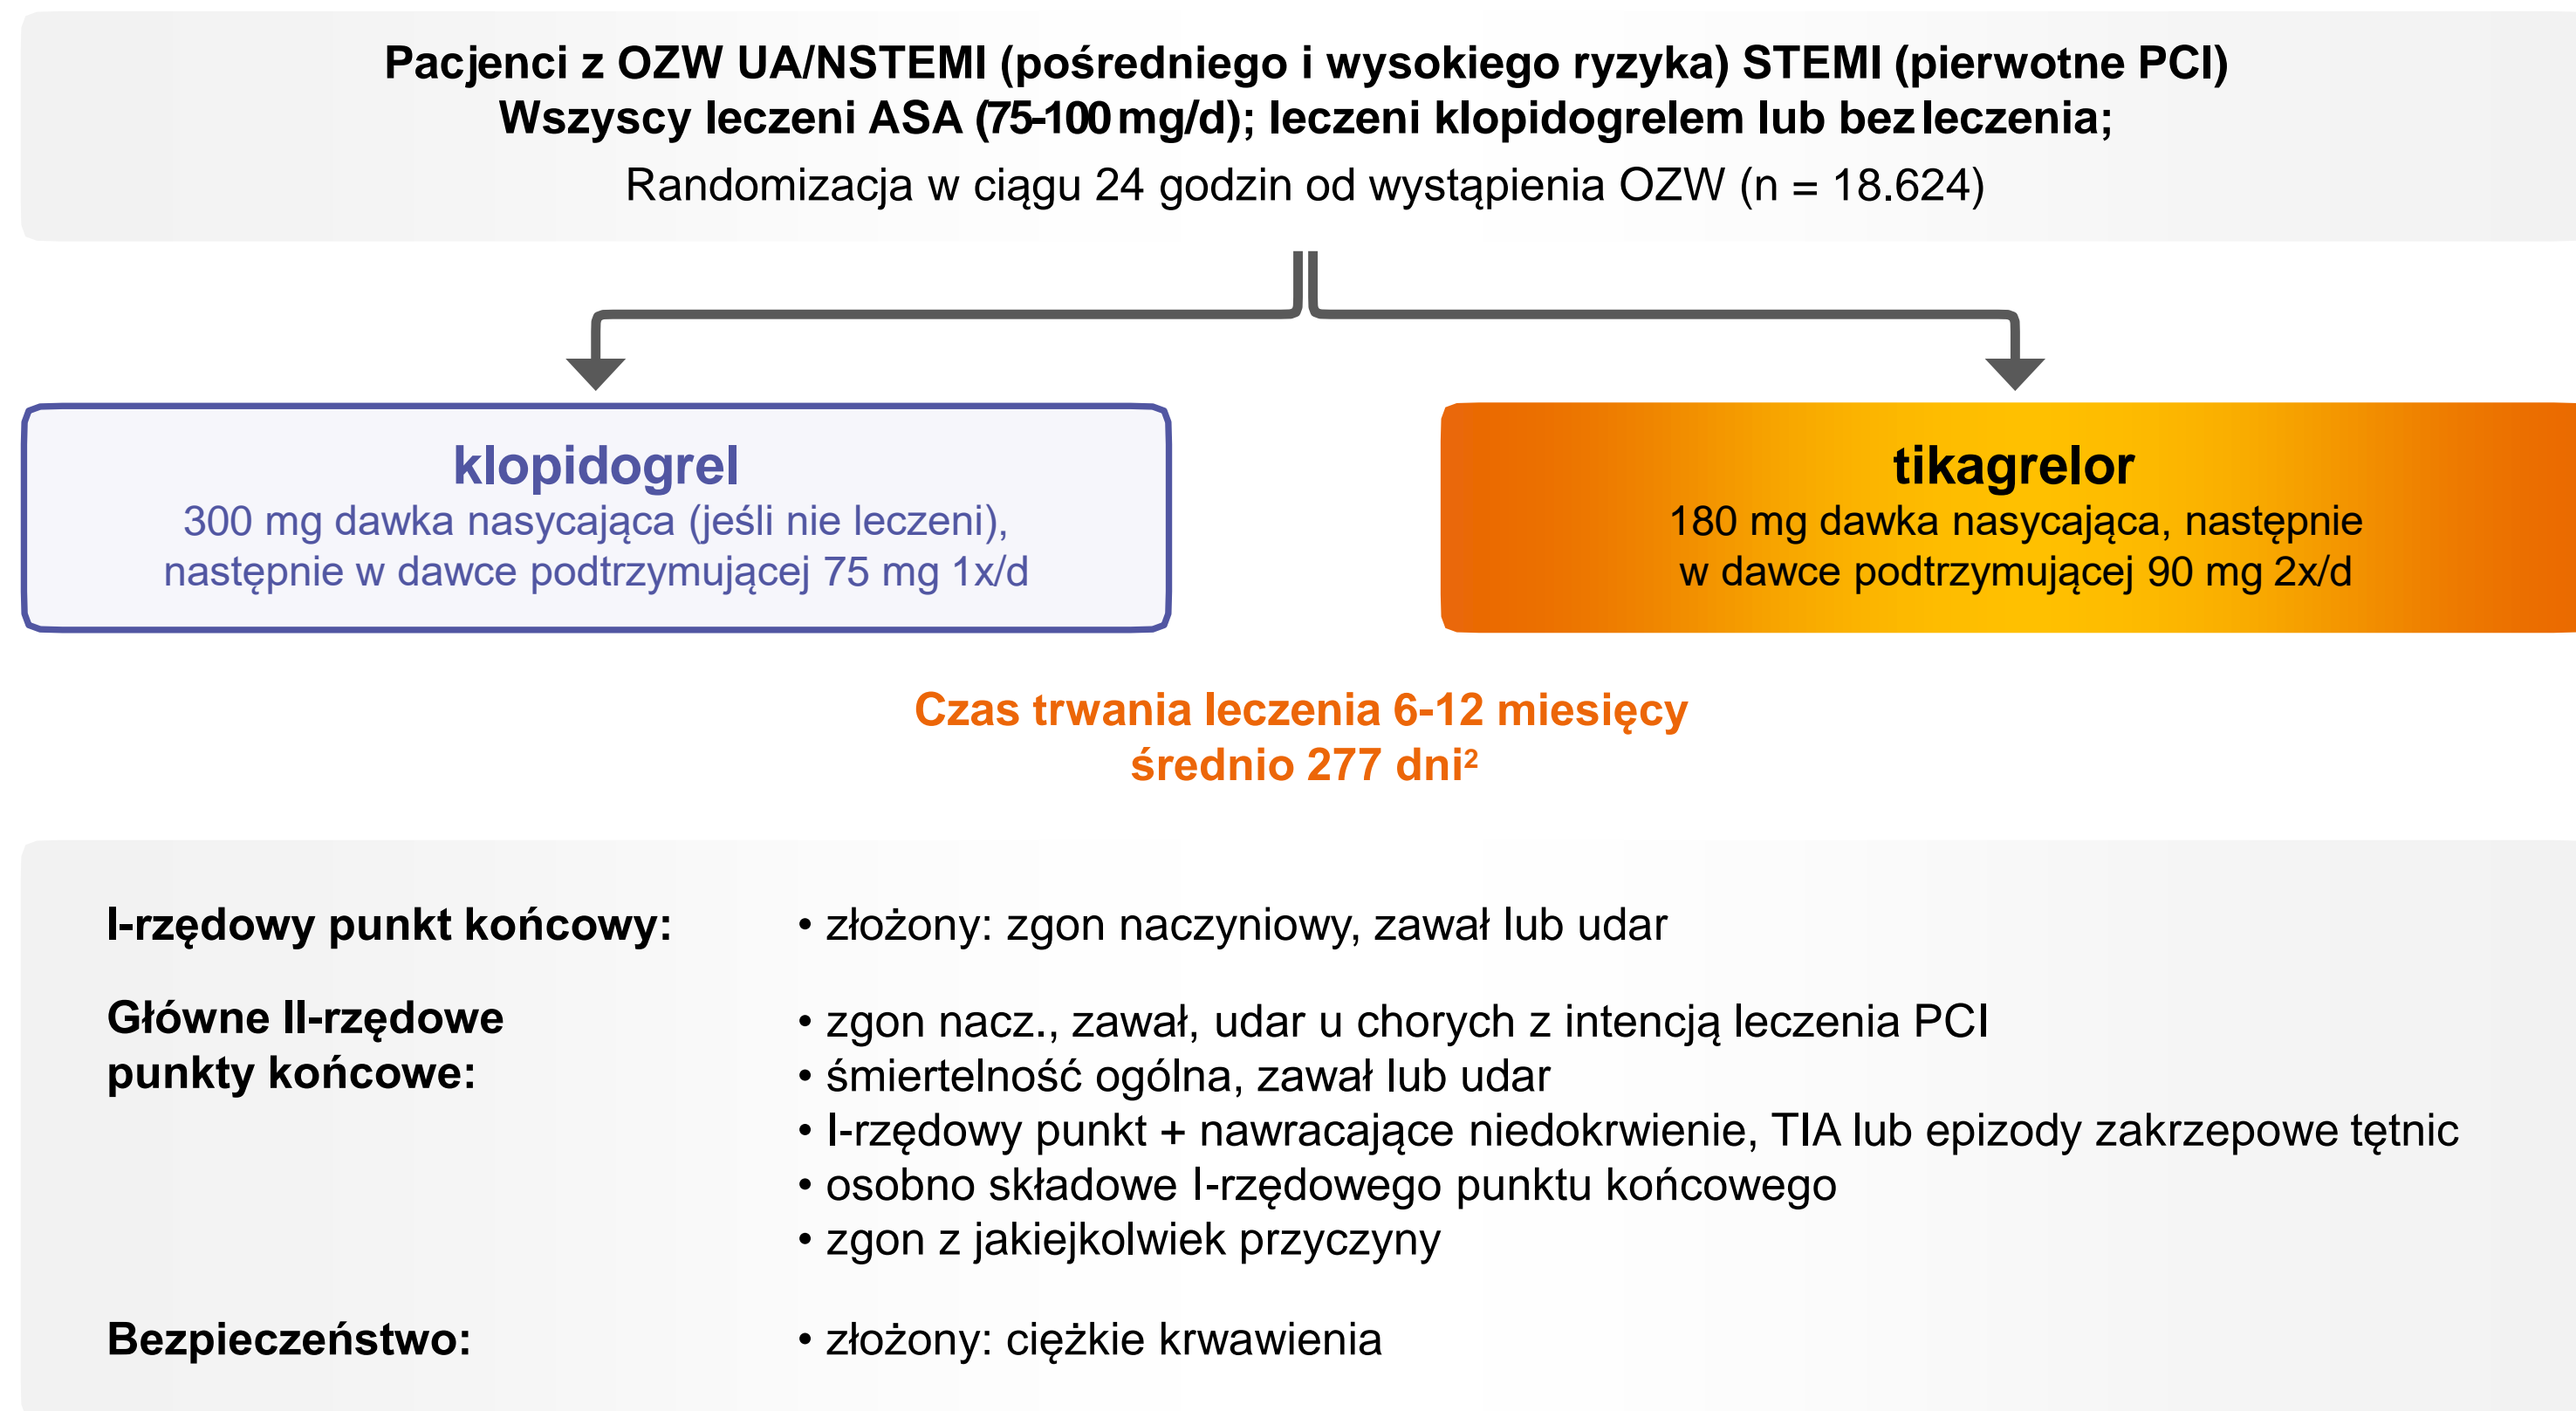 Pacjenci z OZW UA/NSTEMI (pośredniego i wysokiego ryzyka) STEMI (pierwotne PCI)
Wszyscy leczeni ASA (75-100 mg/d); leczeni klopidogrelem lub bez leczenia;
Randomizacja w ciągu 24 godzin od wystąpienia OZW (n = 18.624)
klopidogrel
300 mg dawka nasycająca (jeśli nie leczeni),
następnie w dawce podtrzymującej 75 mg 1x/d
tikagrelor
180 mg dawka nasycająca, następnie
w dawce podtrzymującej 90 mg 2x/d
Czas trwania leczenia 6-12 miesięcy
średnio 277 dni²
I-rzędowy punkt końcowy:
• złożony: zgon naczyniowy, zawał lub udar
Główne II-rzędowe
punkty końcowe:
• zgon nacz., zawał, udar u chorych z intencją leczenia PCI
• śmiertelność ogólna, zawał lub udar
• I-rzędowy punkt + nawracające niedokrwienie, TIA lub epizody zakrzepowe tętnic
• osobno składowe I-rzędowego punktu końcowego
• zgon z jakiejkolwiek przyczyny
Bezpieczeństwo:
• złożony: ciężkie krwawienia